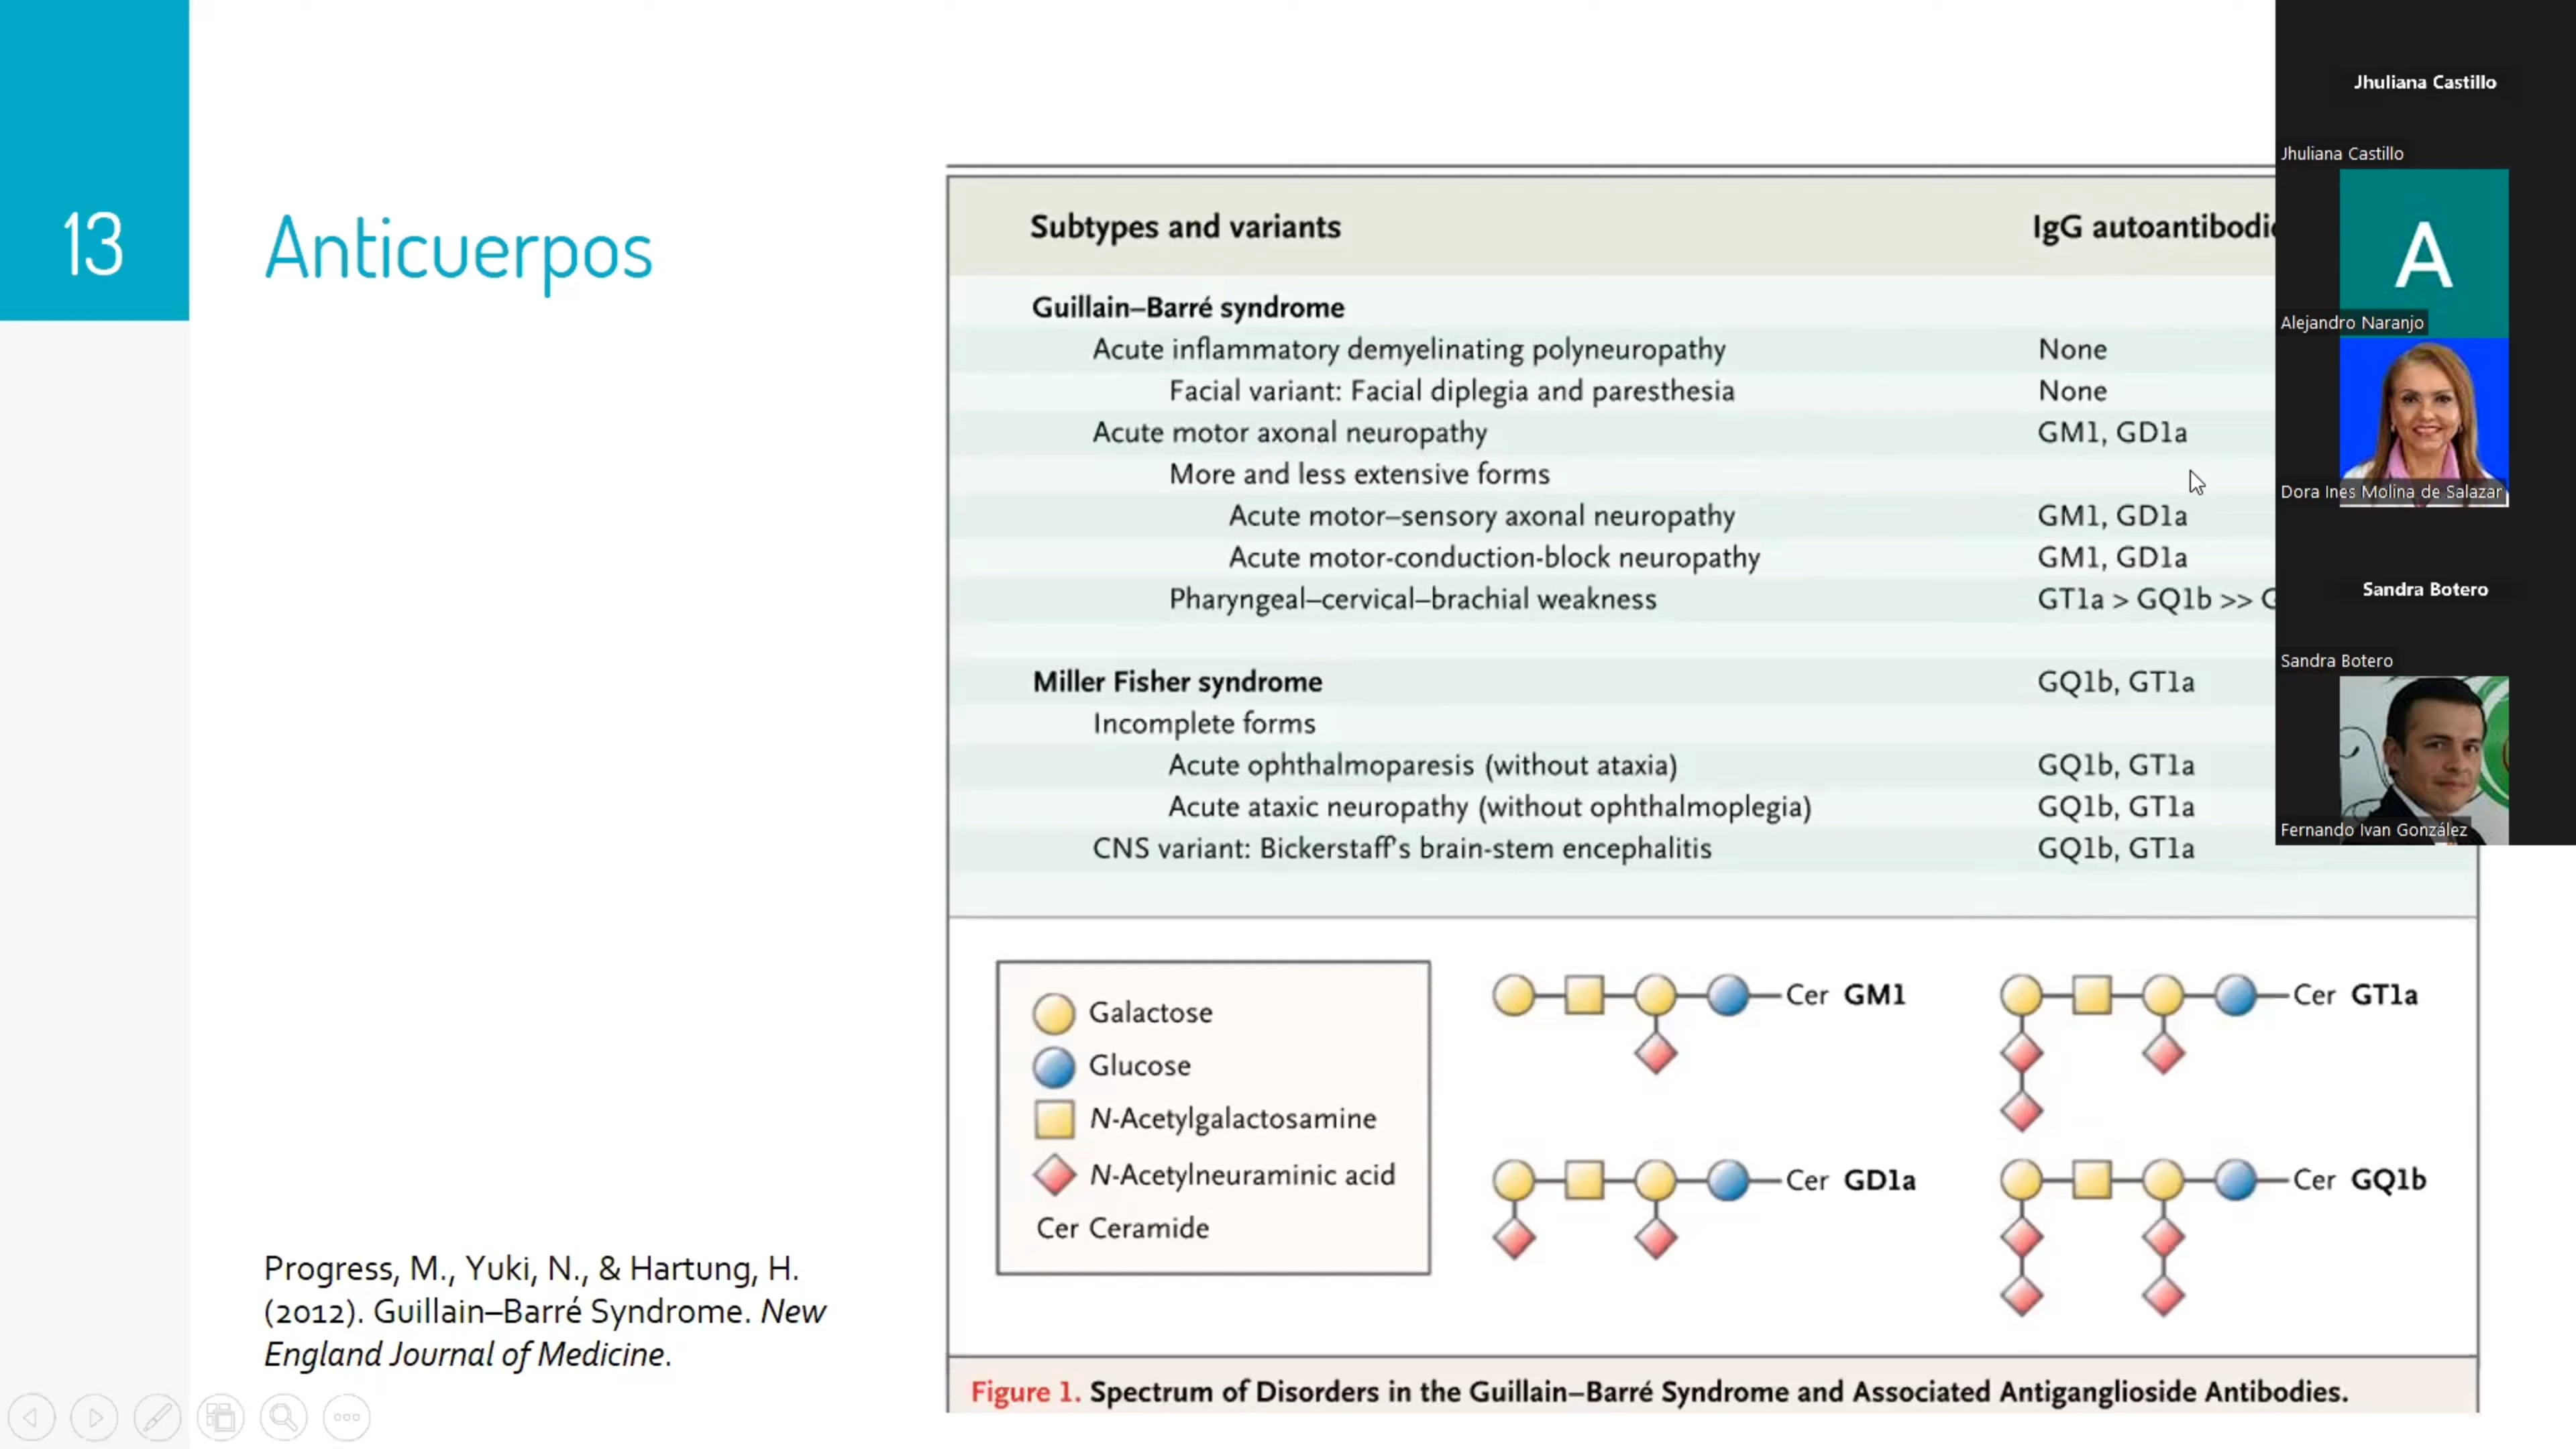 13
Anticuerpos
Progress, M., Yuki, N., & Hartung, H.
(2012). Guillain–Barré Syndrome. New
England Journal of Medicine.
Subtypes and variants IgG
Guillain–Barré syndrome
Acute inflammatory demyelinating polyneuropathy None
Facial variant: Facial diplegia and paresthesia None
Acute motor axonal neuropathy GM1, GD1a
More and less extensive forms
Acute motor–sensory axonal neuropathy GM1, GD1a
Acute motor-conduction-block neuropathy GM1, GD1a
Pharyngeal–cervical–brachial weakness GT1a > GQ1b >>
Miller Fisher syndrome GQ1b, GT1a
Incomplete forms
Acute ophthalmoparesis (without ataxia) GQ1b, GT1a
Acute ataxic neuropathy (without ophthalmoplegia) GQ1b, GT1a
CNS variant: Bickerstaff's brain-stem encephalitis GQ1b, GT1a
Galactose
Glucose
N-Acetylgalactosamine
N-Acetylneuraminic acid
Cer Ceramide
Cer GM1
Cer GT1a
Cer GD1a
Cer GQ1b
Figure 1. Spectrum of Disorders in the Guillain–Barré Syndrome and Associated Antiganglioside Antibodies.
Jhuliana Castillo
Jhuliana Castillo
A
Alejandro Naranjo
Dora Ines Molina de Salazar
Sandra Botero
Sandra Botero
Fernando Ivan González